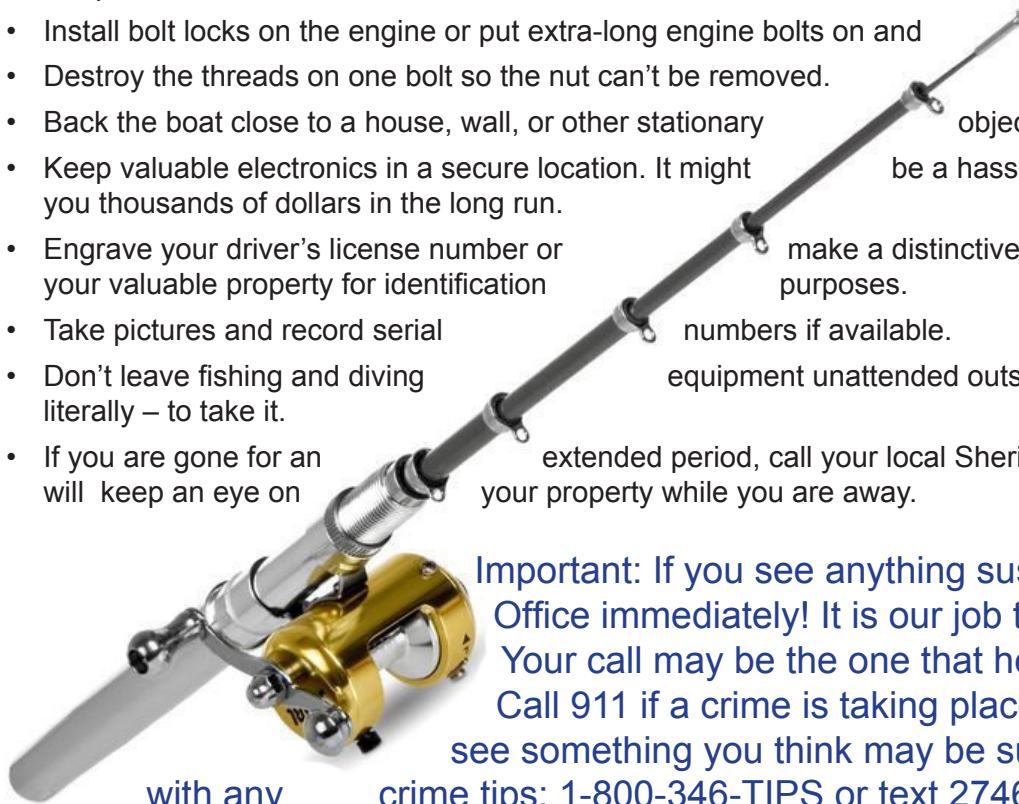 • Install bolt locks on the engine or put extra-long engine bolts on and
• Destroy the threads on one bolt so the nut can't be removed.
• Back the boat close to a house, wall, or other stationary
• Keep valuable electronics in a secure location. It might be a
you thousands of dollars in the long run.
• Engrave your driver's license number or make a distinctive
your valuable property for identification purposes.
• Take pictures and record serial numbers if available.
• Don't leave fishing and diving equipment unattended
literally – to take it.
• If you are gone for an extended period, call your local
will keep an eye on your property while you are away.
Important: If you see anything
Office immediately! It is our job
Your call may be the one that
Call 911 if a crime is taking
see something you think may be
with any crime tips: 1-800-346-TIPS or text